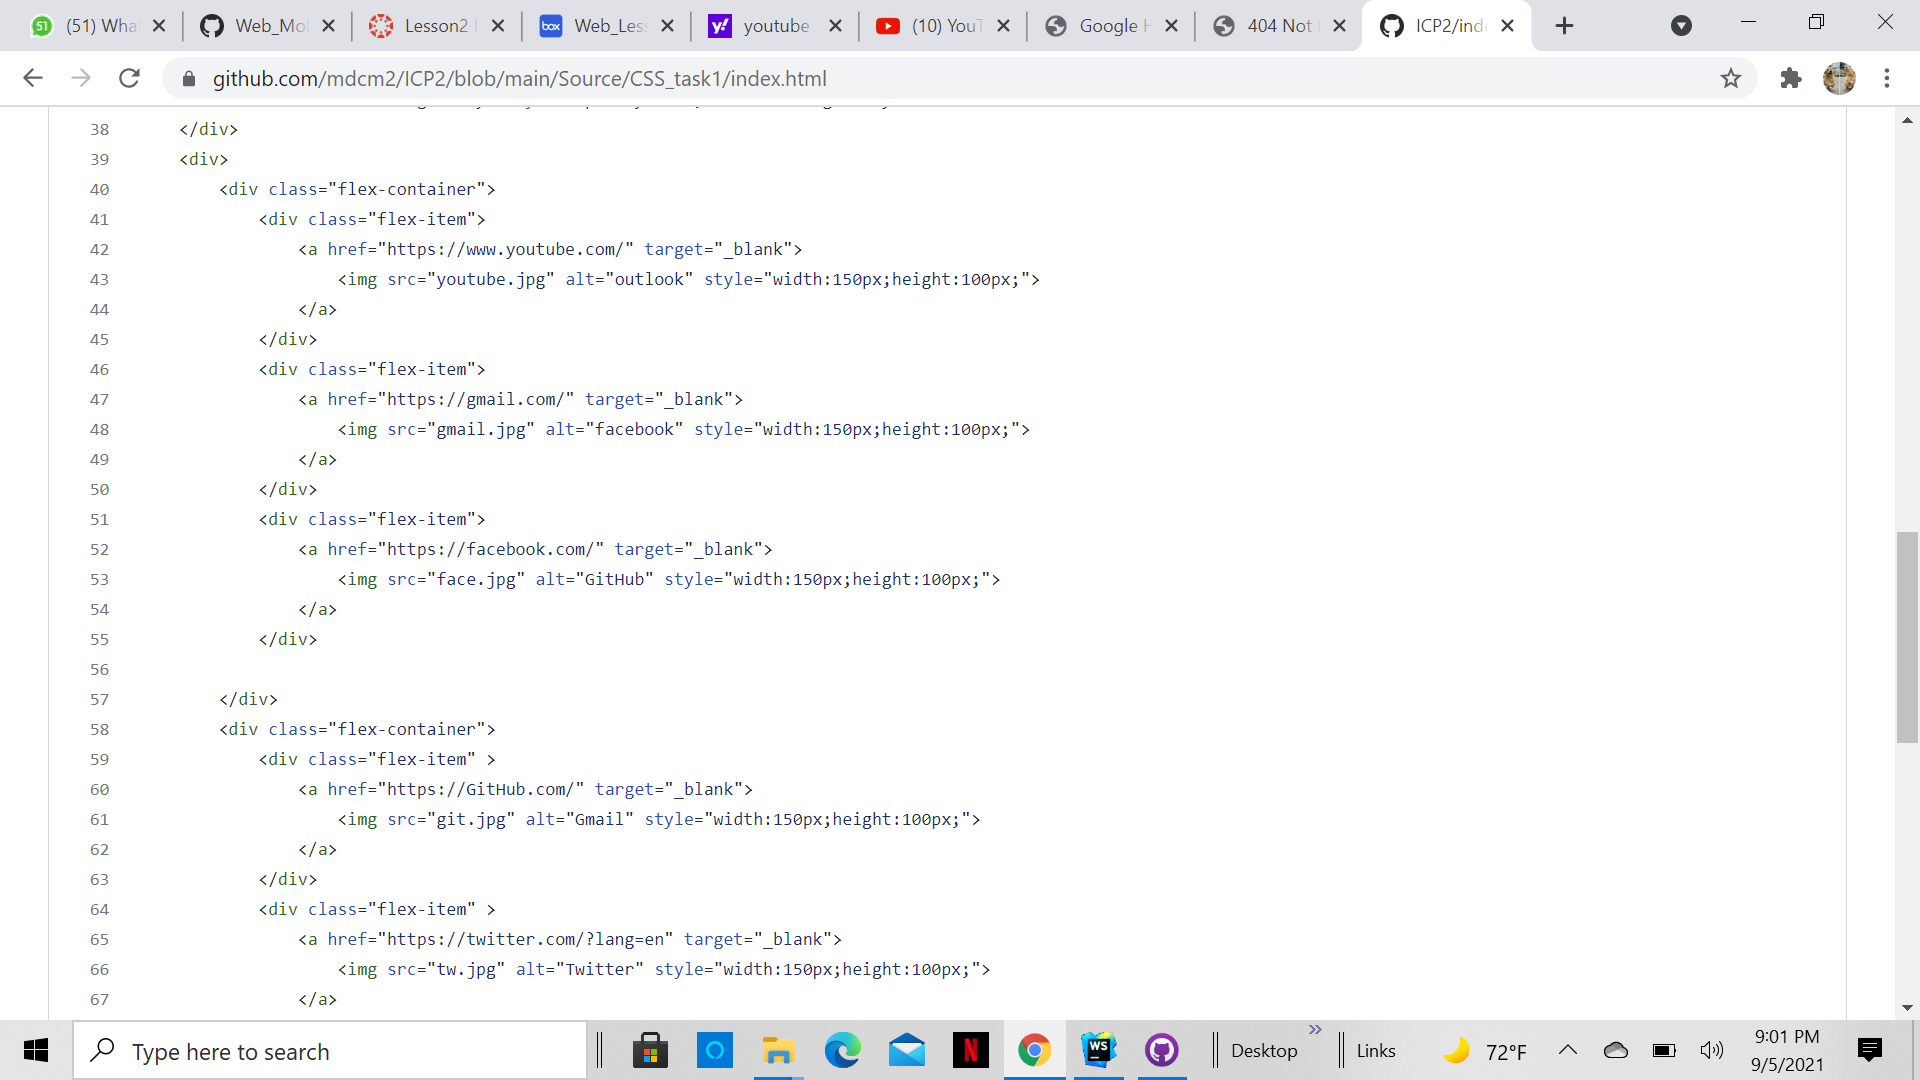 51 (51) Wha Web_Mo Lesson2 box Web_Les y! youtube (10) YouT Google H 404 Not ICP2/inde
github.com/mdcm2/ICP2/blob/main/Source/CSS_task1/index.html
38 </div>
39 <div>
40 <div class="flex-container">
41 <div class="flex-item">
42 <a href="https://www.youtube.com/" target="_blank">
43 <img src="youtube.jpg" alt="outlook" style="width:150px;height:100px;">
44 </a>
45 </div>
46 <div class="flex-item">
47 <a href="https://gmail.com/" target="_blank">
48 <img src="gmail.jpg" alt="facebook" style="width:150px;height:100px;">
49 </a>
50 </div>
51 <div class="flex-item">
52 <a href="https://facebook.com/" target="_blank">
53 <img src="face.jpg" alt="GitHub" style="width:150px;height:100px;">
54 </a>
55 </div>
56
57 </div>
58 <div class="flex-container">
59 <div class="flex-item" >
60 <a href="https://GitHub.com/" target="_blank">
61 <img src="git.jpg" alt="Gmail" style="width:150px;height:100px;">
62 </a>
63 </div>
64 <div class="flex-item" >
65 <a href="https://twitter.com/?lang=en" target="_blank">
66 <img src="tw.jpg" alt="Twitter" style="width:150px;height:100px;">
67 </a>
Type here to search N WS Desktop » Links 72°F 9:01 PM
9/5/2021